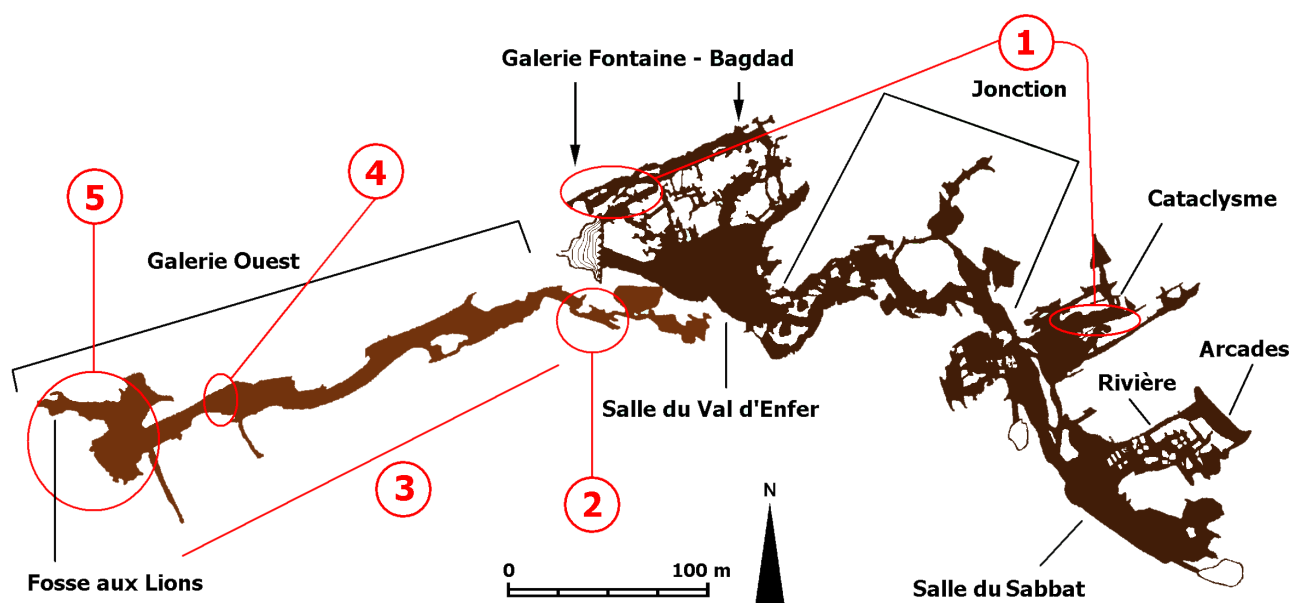 1
Galerie Fontaine - Bagdad
Jonction
4
5
Cataclysme
Galerie Ouest
Arcades
Rivière
Salle du Val d'Enfer
3
2
N
Fosse aux Lions
0
100 m
Salle du Sabbat